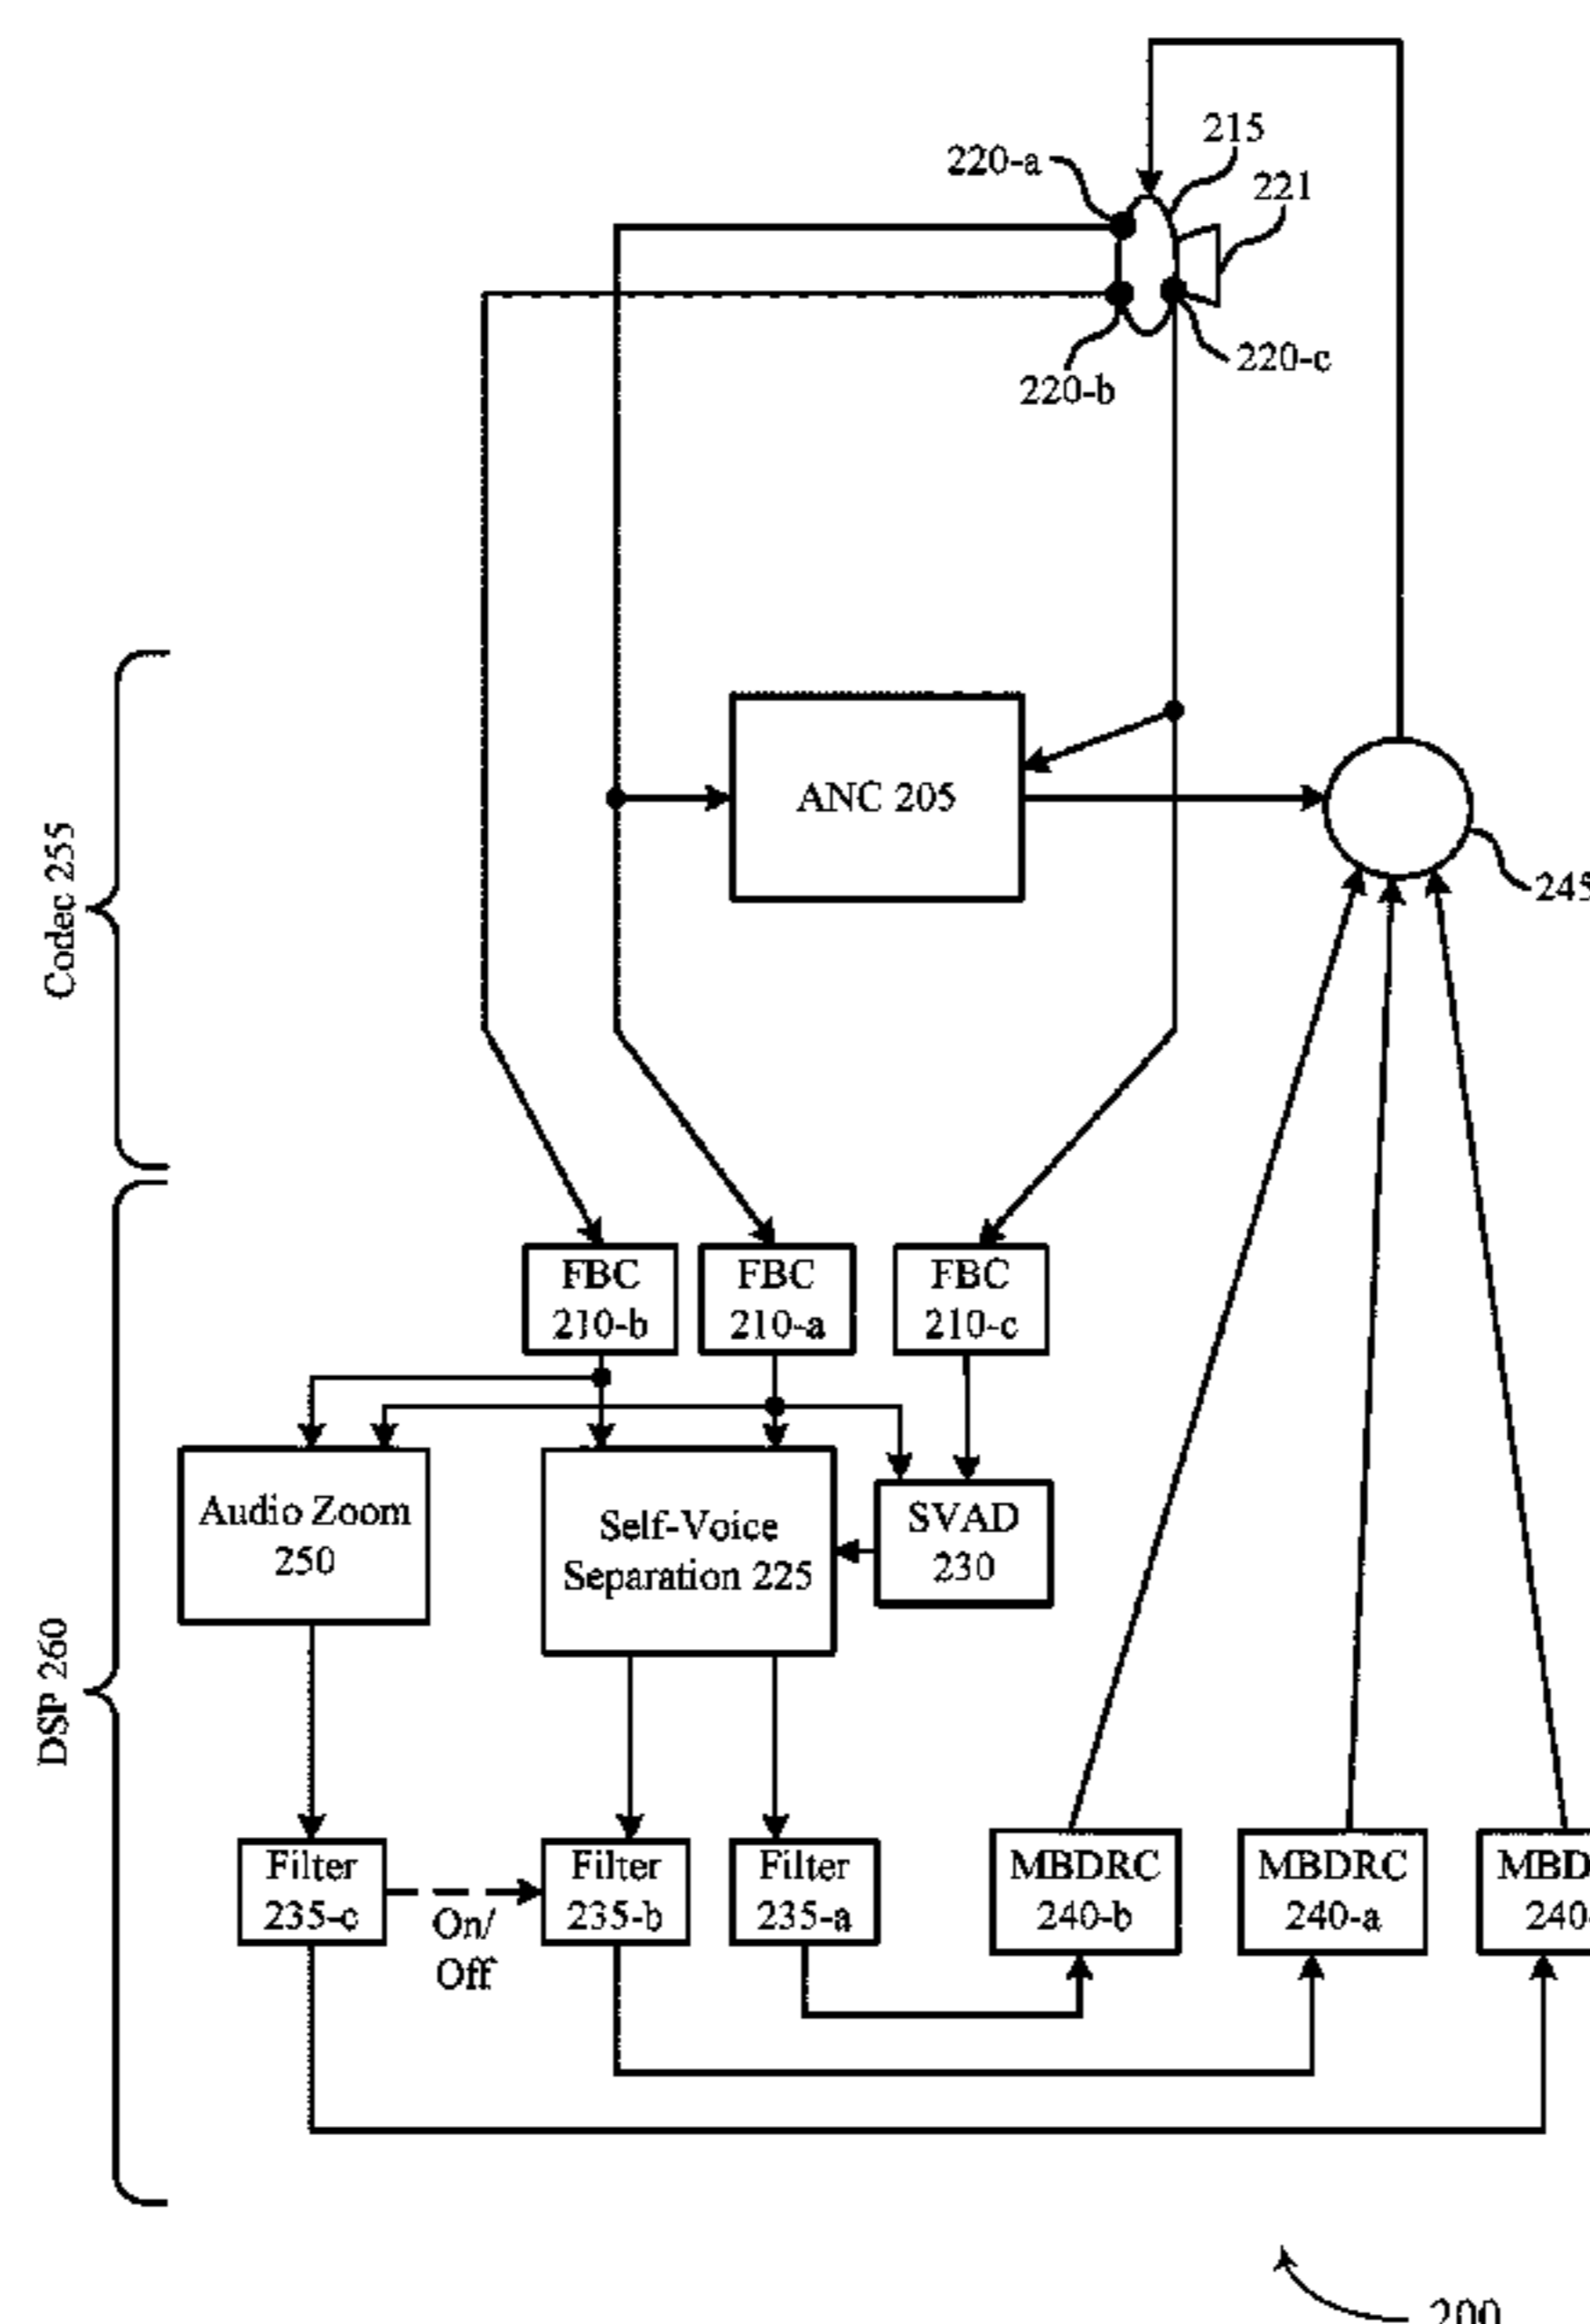 215
220-a
221
220-c
220-b
Codec 255
ANC 205
245
FBC
210-b
FBC
210-a
FBC
210-c
DSP 260
Audio Zoom
250
Self-Voice
Separation 225
SVAD
230
Filter
235-c
On/
Off
Filter
235-b
Filter
235-a
MBDRC
240-b
MBDRC
240-a
200